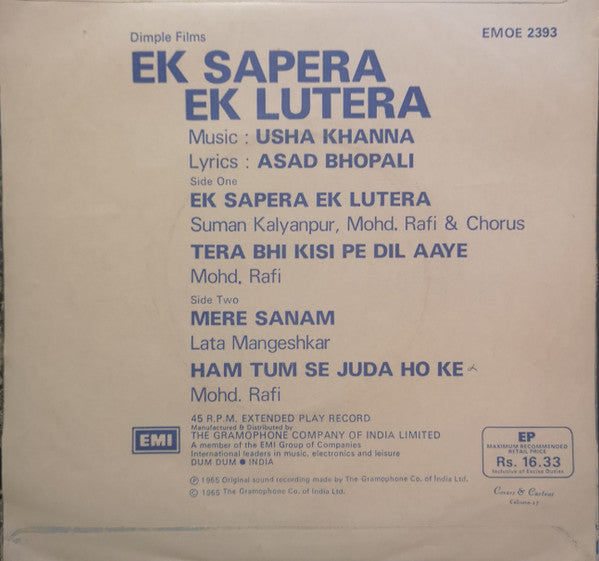 Dimple Films
EMOE 2393
EK SAPERA
EK LUTERA
Music : USHA KHANNA
Lyrics : ASAD BHOPALI
Side One
EK SAPERA EK LUTERA
Suman Kalyanpur, Mohd. Rafi & Chorus
TERA BHI KISI PE DIL AAYE
Mohd. Rafi
Side Two
MERE SANAM
Lata Mangeshkar
HAM TUM SE JUDA HO KE
Mohd. Rafi
45 R.P.M. EXTENDED PLAY RECORD
Manufactured & Distributed by
THE GRAMOPHONE COMPANY OF INDIA LIMITED
A member of the EMI Group of Companies
International leaders in music, electronics and leisure
DUM DUM ● INDIA
EMI
EP
MAXIMUM RECOMMENDED
RETAIL PRICE
Rs. 16.33
Inclusive of Excise Duties
℗ 1965 Original sound recording made by The Gramophone Co. of India Ltd.
© 1965 The Gramophone Co. of India Ltd.
Covers & Cartons